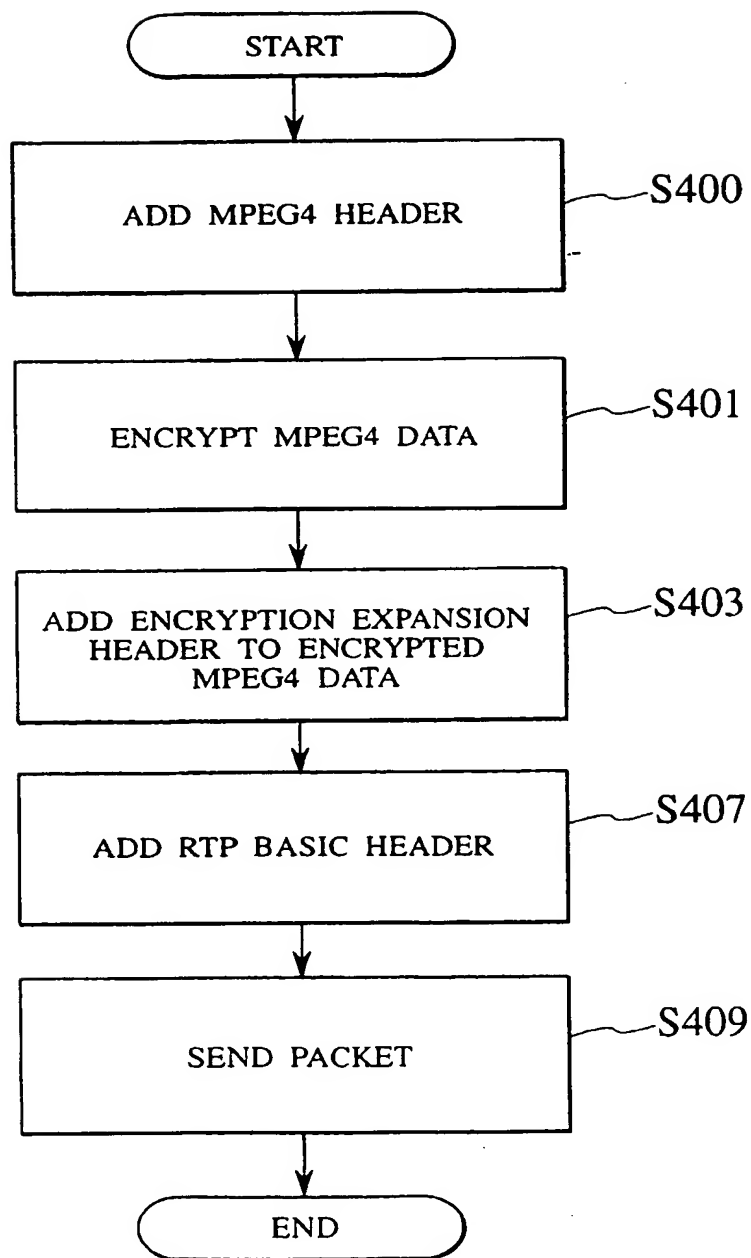 START
ADD MPEG4 HEADER
S400
ENCRYPT MPEG4 DATA
S401
ADD ENCRYPTION EXPANSION
HEADER TO ENCRYPTED
MPEG4 DATA
S403
ADD RTP BASIC HEADER
S407
SEND PACKET
S409
END